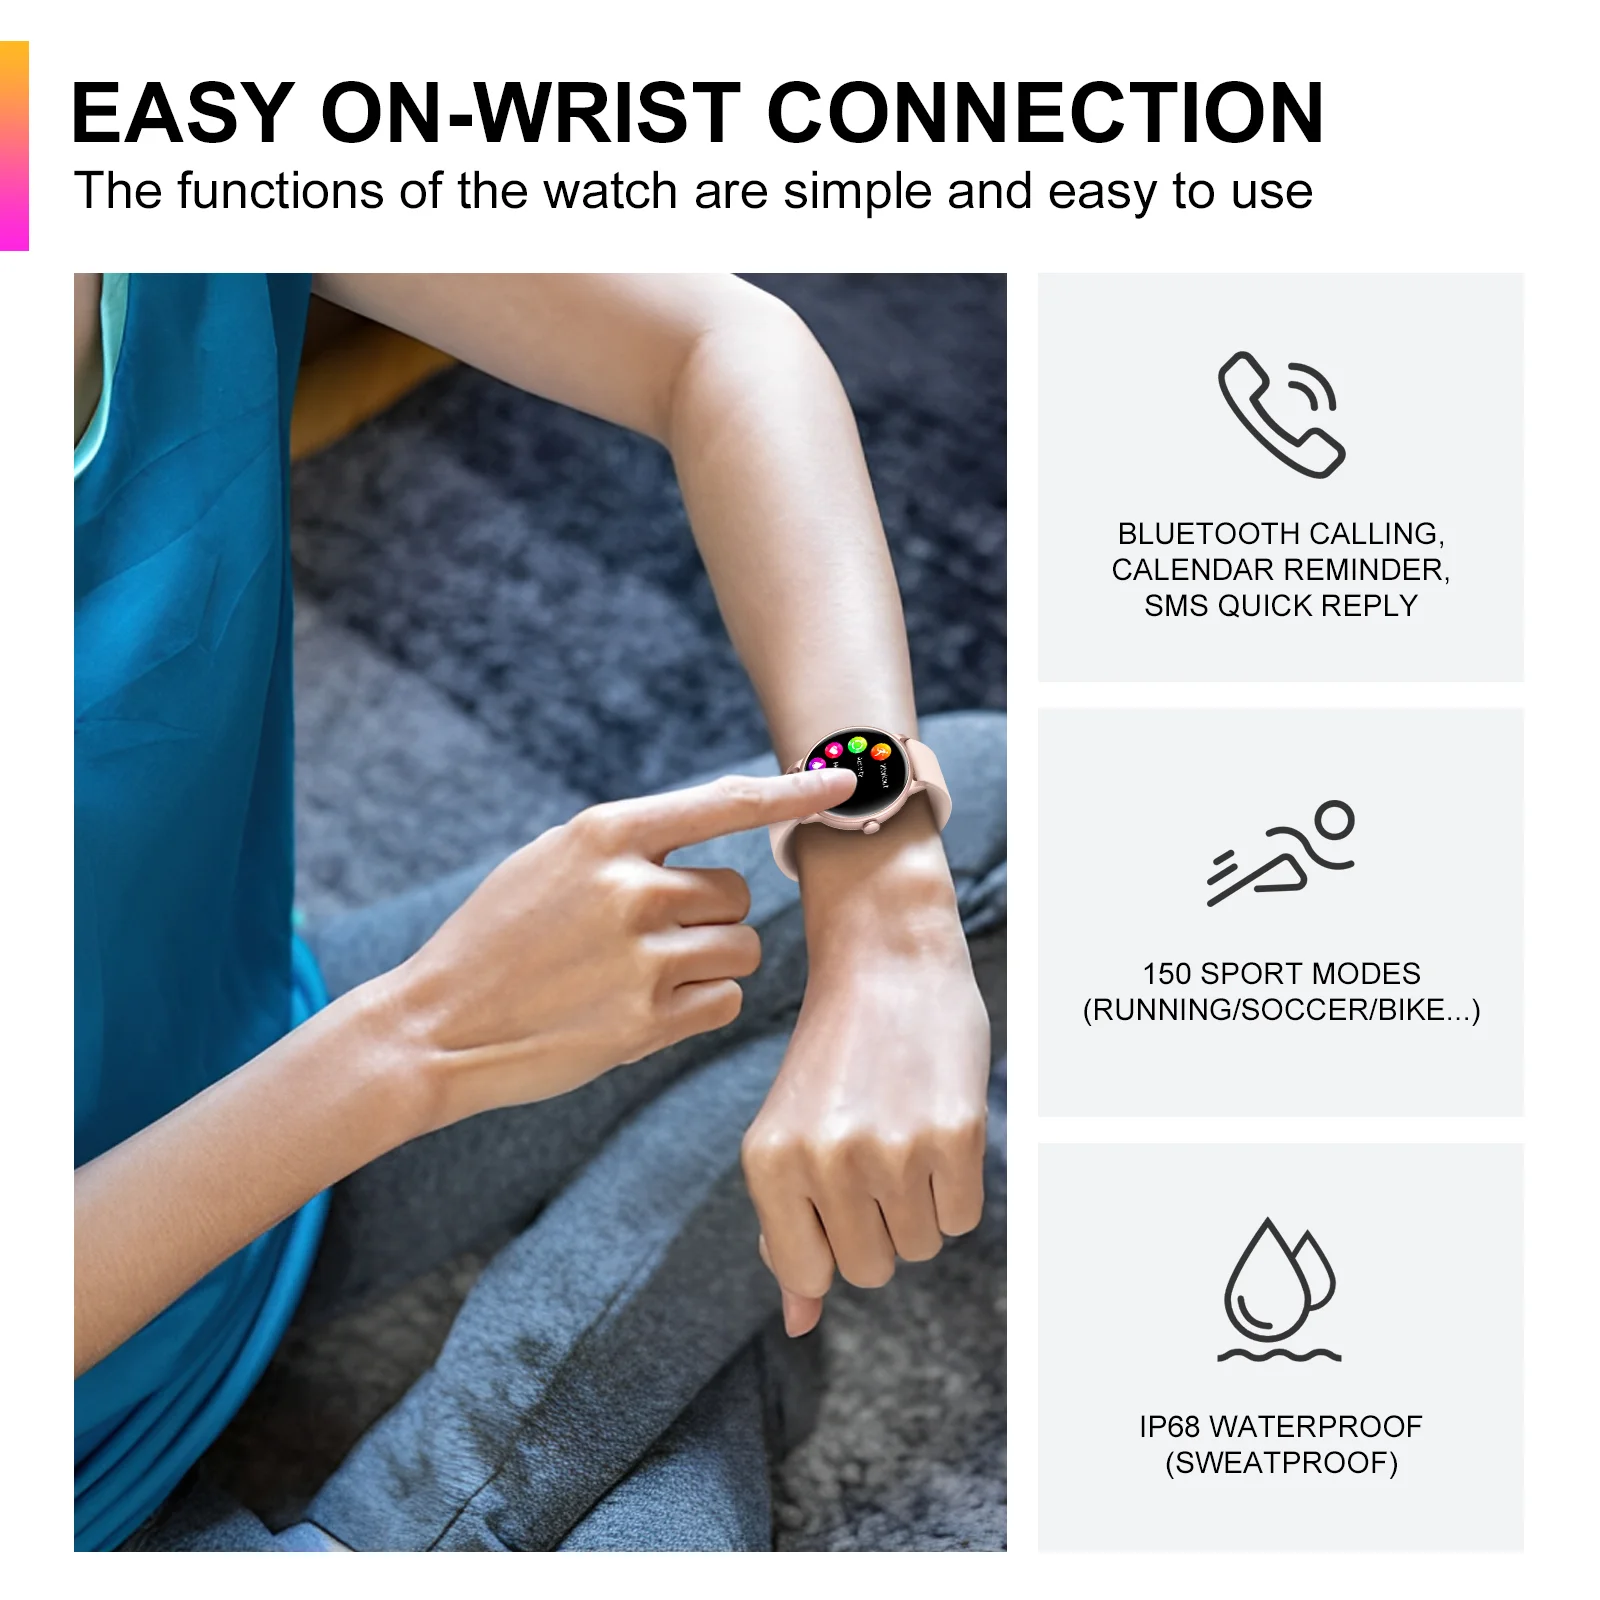 EASY ON-WRIST CONNECTION
The functions of the watch are simple and easy to use
BLUETOOTH CALLING,
CALENDAR REMINDER,
SMS QUICK REPLY
150 SPORT MODES
(RUNNING/SOCCER/BIKE...)
IP68 WATERPROOF
(SWEATPROOF)